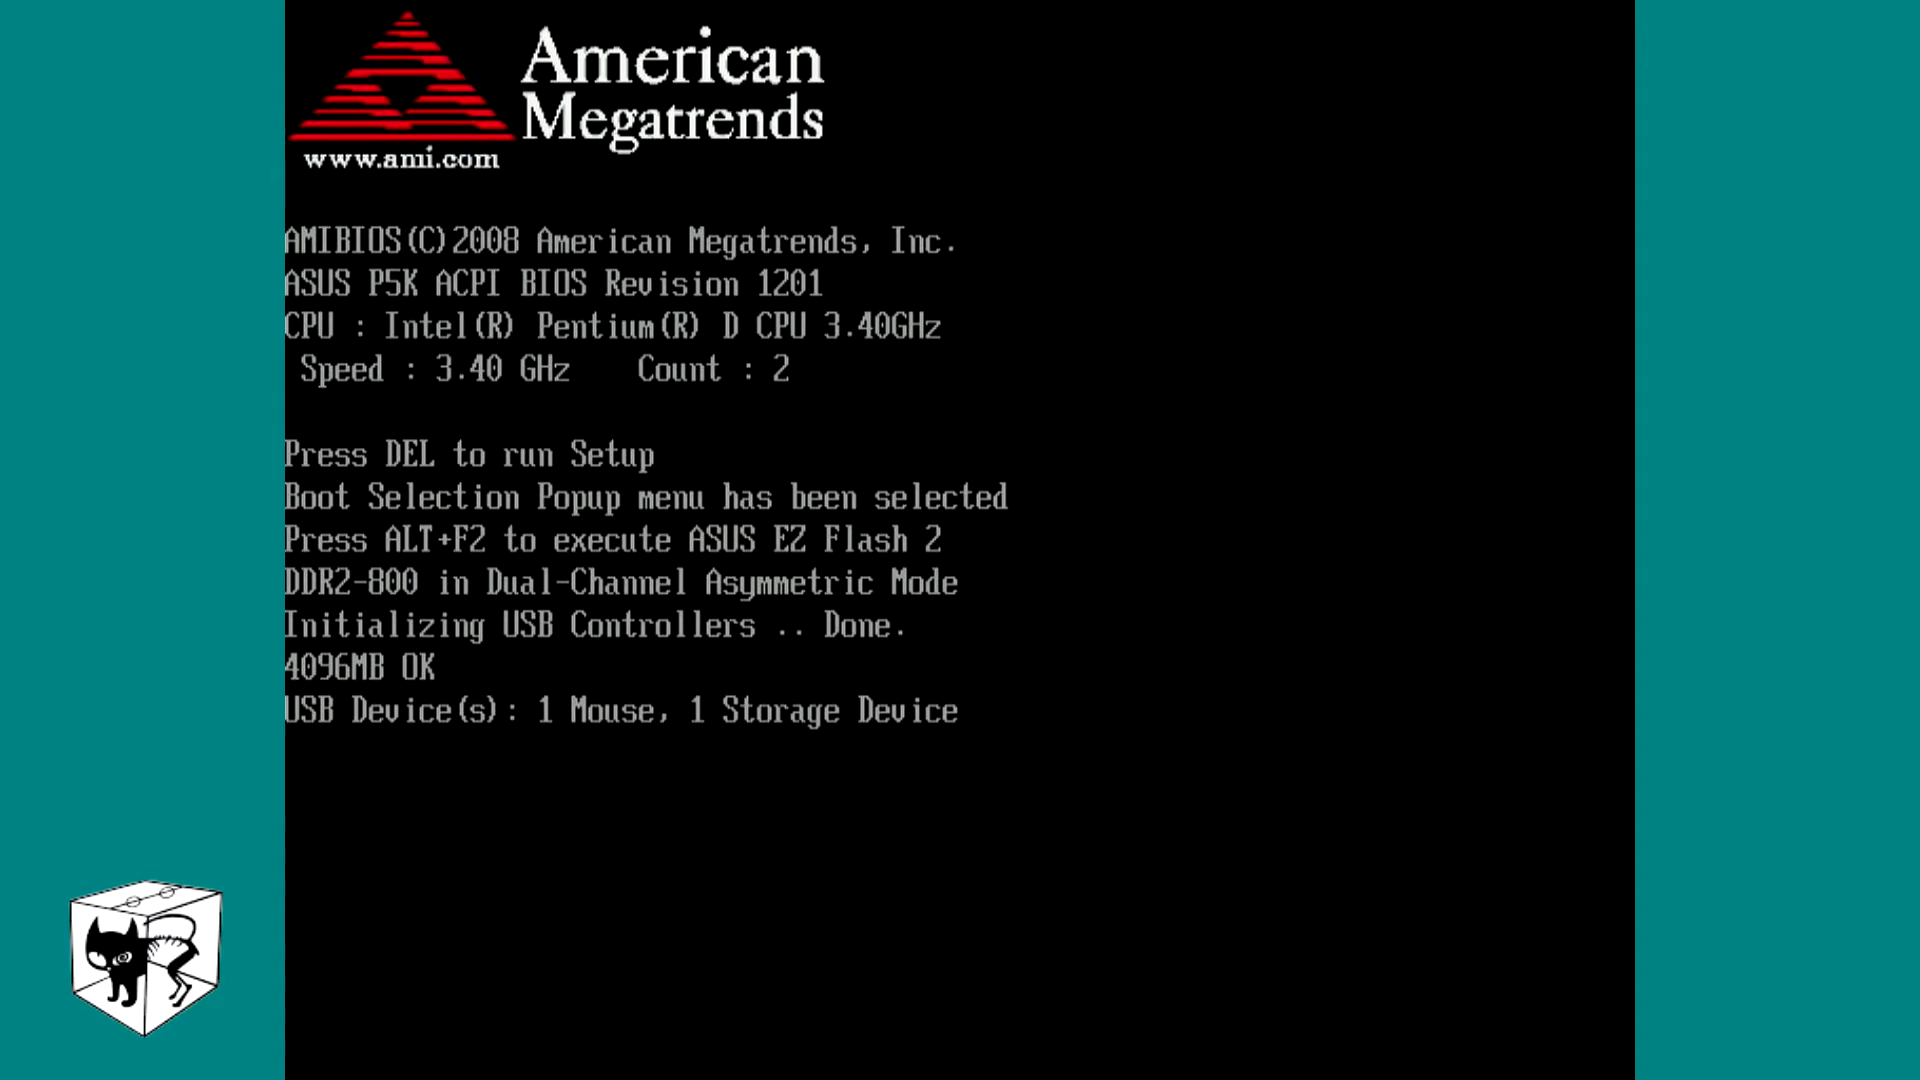 American
Megatrends
www.ami.com
AMIBIOS(C)2008 American Megatrends, Inc.
ASUS P5K ACPI BIOS Revision 1201
CPU : Intel(R) Pentium(R) D CPU 3.40GHz
Speed : 3.40 GHz    Count : 2
Press DEL to run Setup
Boot Selection Popup menu has been selected
Press ALT+F2 to execute ASUS EZ Flash 2
DDR2-800 in Dual-Channel Asymmetric Mode
Initializing USB Controllers .. Done.
4096MB OK
USB Device(s): 1 Mouse, 1 Storage Device